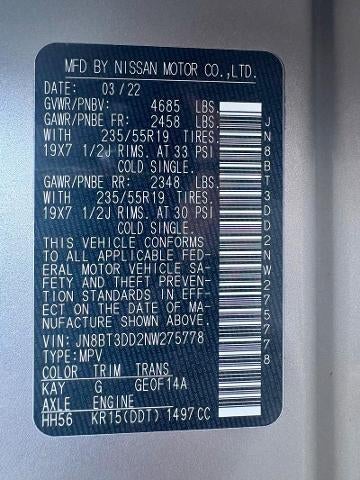 MFD BY NISSAN MOTOR CO.,LTD.
DATE: 03/22
GVWR/PNBV: 4685 LBS.
GAWR/PNBE FR: 2458 LBS.
WITH 235/55R19 TIRES.
19X7 1/2J RIMS. AT 33 PSI
COLD SINGLE.
GAWR/PNBE RR: 2348 LBS.
WITH 235/55R19 TIRES.
19X7 1/2J RIMS. AT 30 PSI
COLD SINGLE.
THIS VEHICLE CONFORMS
TO ALL APPLICABLE FED-
ERAL MOTOR VEHICLE SA-
FETY AND THEFT PREVEN-
TION STANDARDS IN EFF-
ECT ON THE DATE OF MA-
NUFACTURE SHOWN ABOVE.
VIN: JN8BT3DD2NW275778
TYPE:MPV
COLOR TRIM TRANS
KAY G GE0F14A
AXLE ENGINE
HH56 KR15(DDT) 1497CC
JN8BT3DD2NW275778